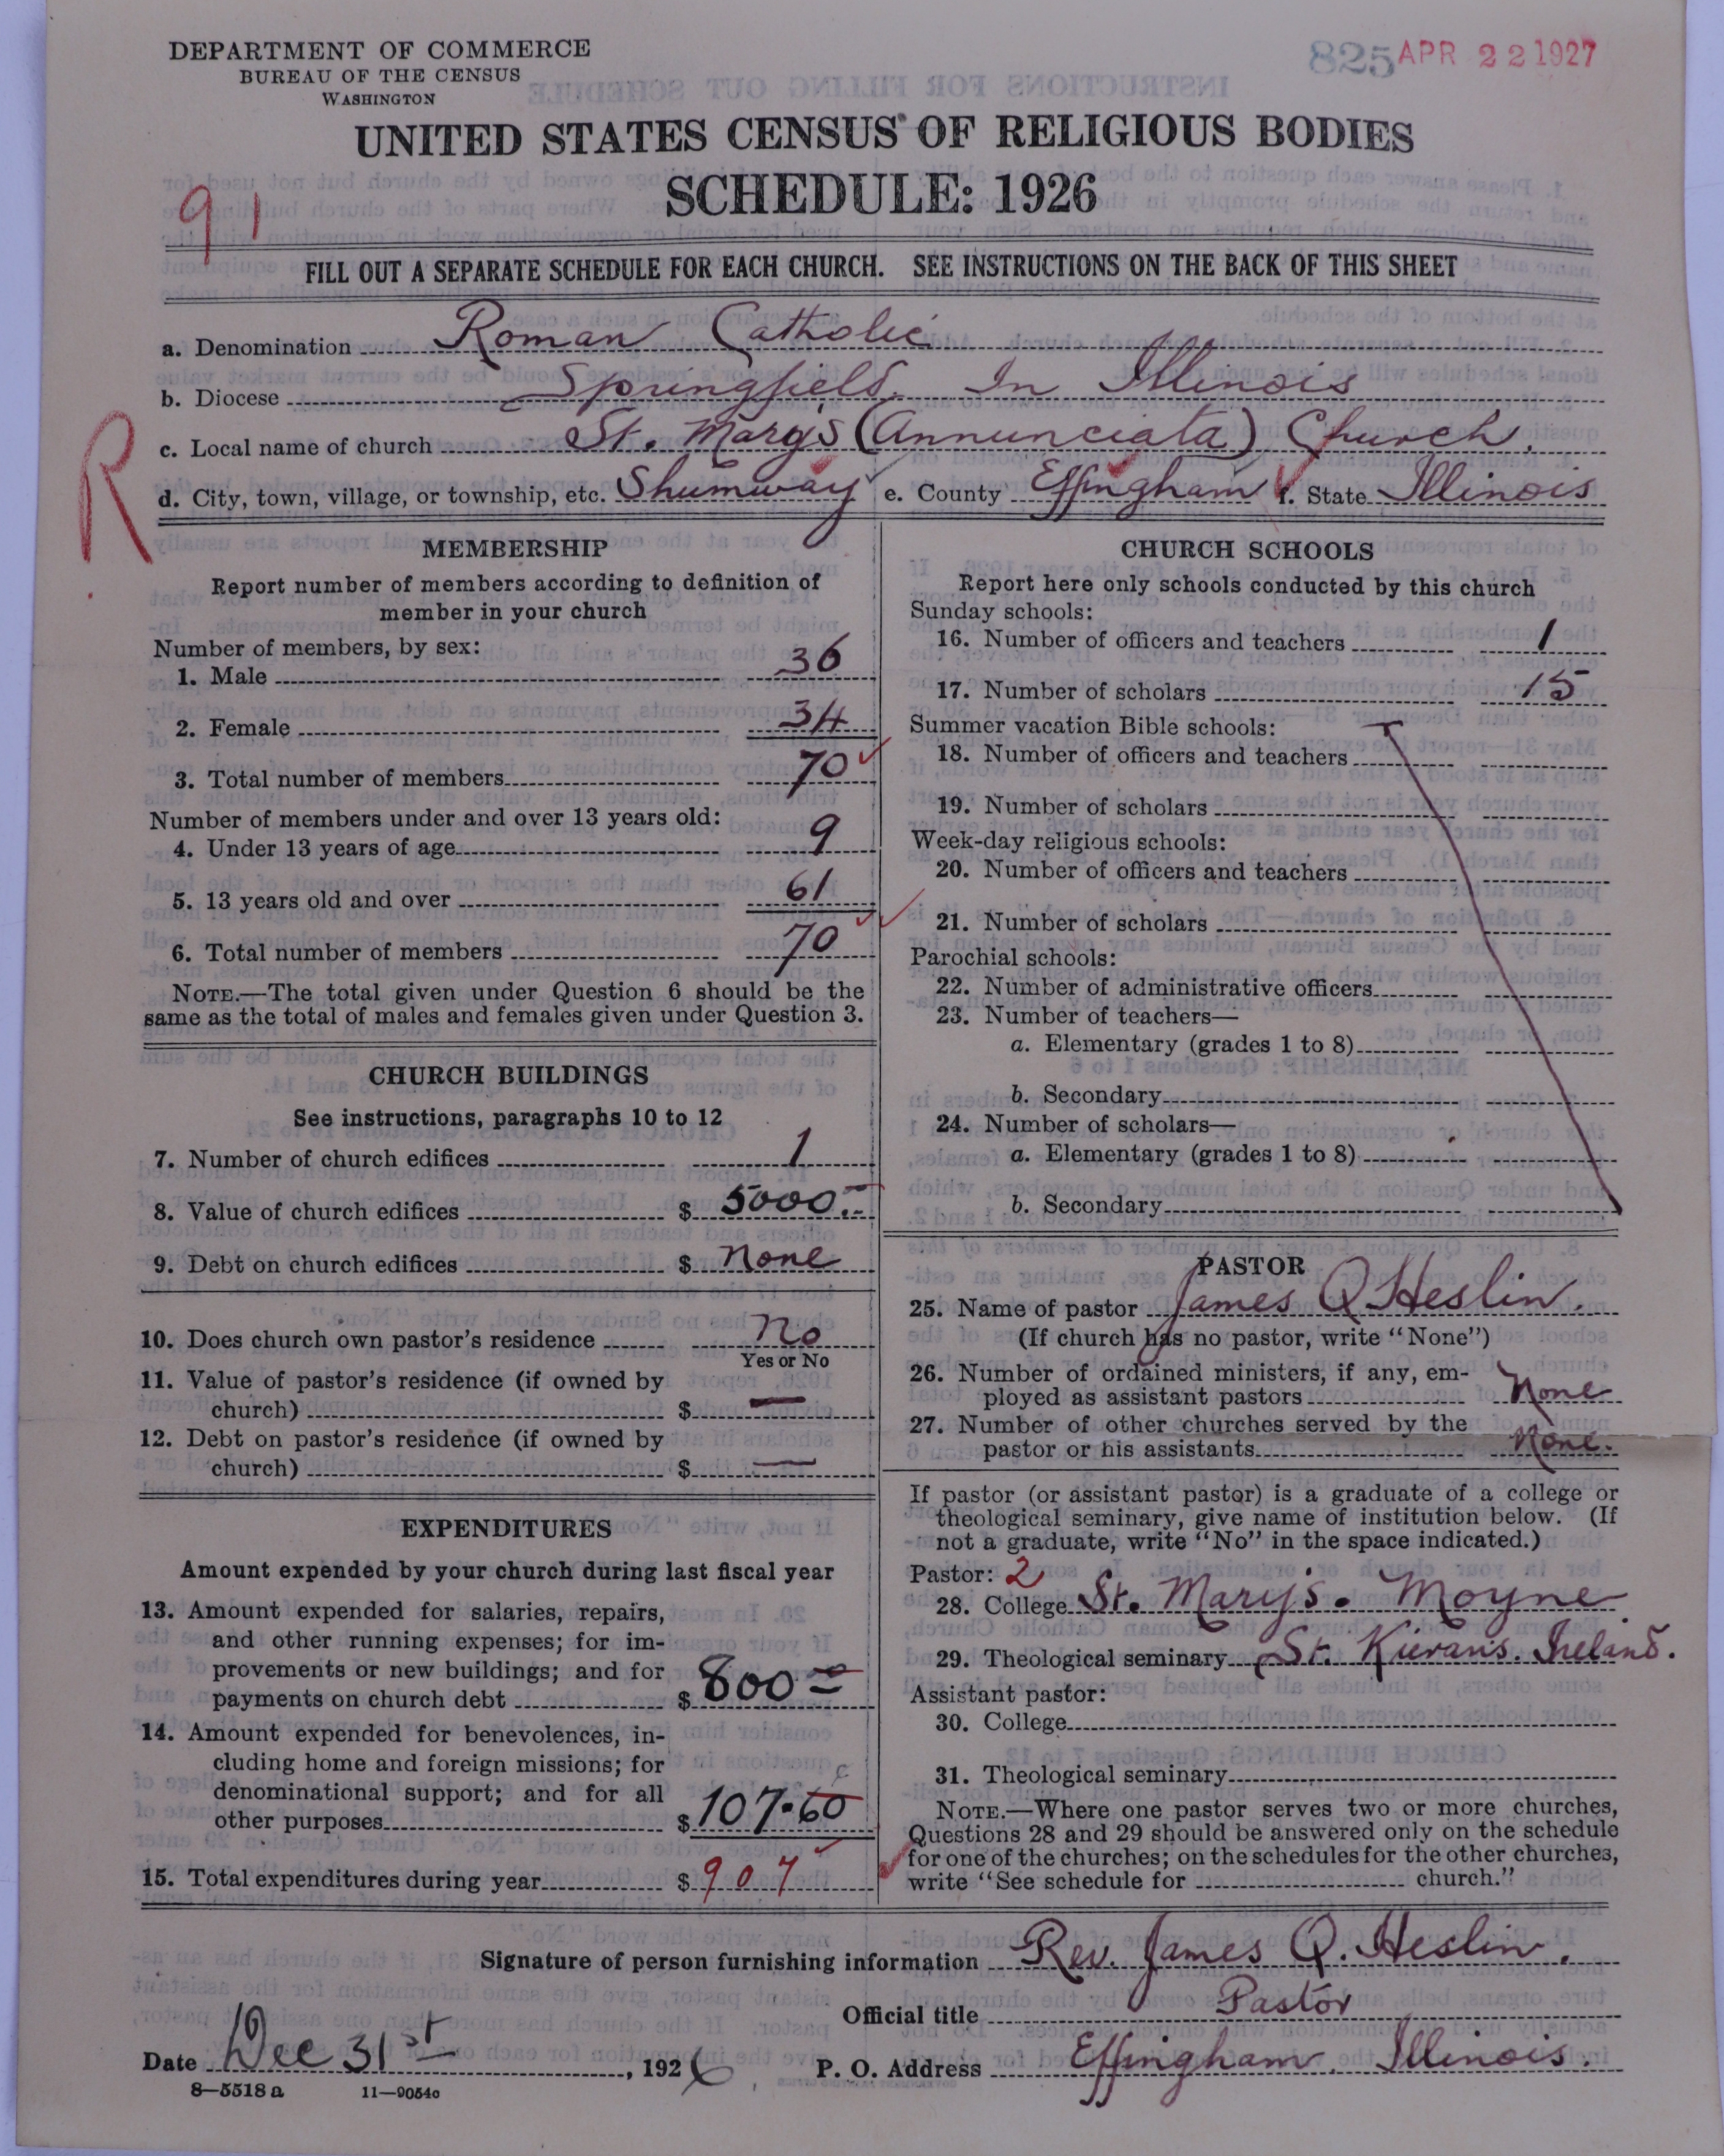 DEPARTMENT OF COMMERCE
BUREAU OF THE CENSUS
WASHINGTON
825 APR 22 1927
UNITED STATES CENSUS OF RELIGIOUS BODIES
SCHEDULE: 1926
91
FILL OUT A SEPARATE SCHEDULE FOR EACH CHURCH. SEE INSTRUCTIONS ON THE BACK OF THIS SHEET
a. Denomination Roman Catholic
b. Diocese Springfield. In Illinois
c. Local name of church St. Mary's (Annunciata) Church.
d. City, town, village, or township, etc. Shumway e. County Effingham f. State Illinois
R
MEMBERSHIP
Report number of members according to definition of
member in your church
Number of members, by sex:
1. Male 36
2. Female 34
3. Total number of members 70
Number of members under and over 13 years old:
4. Under 13 years of age 9
5. 13 years old and over 61
6. Total number of members 70
NOTE.—The total given under Question 6 should be the
same as the total of males and females given under Question 3.
CHURCH BUILDINGS
See instructions, paragraphs 10 to 12
7. Number of church edifices 1
8. Value of church edifices $ 5000.-
9. Debt on church edifices $ None
10. Does church own pastor's residence No
Yes or No
11. Value of pastor's residence (if owned by
church) $ —
12. Debt on pastor's residence (if owned by
church) $ —
EXPENDITURES
Amount expended by your church during last fiscal year
13. Amount expended for salaries, repairs,
and other running expenses; for im-
provements or new buildings; and for
payments on church debt $ 800
14. Amount expended for benevolences, in-
cluding home and foreign missions; for
denominational support; and for all
other purposes $ 107.60
15. Total expenditures during year $ 907
CHURCH SCHOOLS
Report here only schools conducted by this church
Sunday schools:
16. Number of officers and teachers 1
17. Number of scholars 15
Summer vacation Bible schools:
18. Number of officers and teachers
19. Number of scholars
Week-day religious schools:
20. Number of officers and teachers
21. Number of scholars
Parochial schools:
22. Number of administrative officers
23. Number of teachers—
a. Elementary (grades 1 to 8)
b. Secondary
24. Number of scholars—
a. Elementary (grades 1 to 8)
b. Secondary
PASTOR
25. Name of pastor James Q Heslin.
(If church has no pastor, write "None")
26. Number of ordained ministers, if any, em-
ployed as assistant pastors None
27. Number of other churches served by the
pastor or his assistants None.
If pastor (or assistant pastor) is a graduate of a college or
theological seminary, give name of institution below. (If
not a graduate, write "No" in the space indicated.)
Pastor: 2
28. College St. Mary's. Moyne
29. Theological seminary St. Kieran's. Ireland.
Assistant pastor:
30. College
31. Theological seminary
NOTE.—Where one pastor serves two or more churches,
Questions 28 and 29 should be answered only on the schedule
for one of the churches; on the schedules for the other churches,
write "See schedule for church."
Signature of person furnishing information Rev. James Q. Heslin.
Official title Pastor
Date Dec 31st, 1926 P. O. Address Effingham, Illinois.
8—5518 a 11—9054c